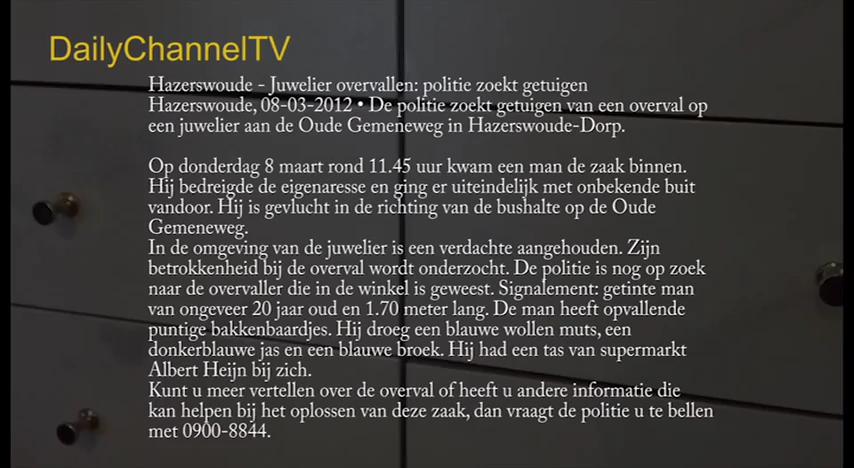 DailyChannelTV
Hazerswoude - Juwelier overvallen: politie zoekt getuigen
Hazerswoude, 08-03-2012 • De politie zoekt getuigen van een overval op
een juwelier aan de Oude Gemeneweg in Hazerswoude-Dorp.
Op donderdag 8 maart rond 11.45 uur kwam een man de zaak binnen.
Hij bedreigde de eigenaresse en ging er uiteindelijk met onbekende buit
vandoor. Hij is gevlucht in de richting van de bushalte op de Oude
Gemeneweg.
In de omgeving van de juwelier is een verdachte aangehouden. Zijn
betrokkenheid bij de overval wordt onderzocht. De politie is nog op zoek
naar de overvaller die in de winkel is geweest. Signalement: getinte man
van ongeveer 20 jaar oud en 1.70 meter lang. De man heeft opvallende
puntige bakkenbaardjes. Hij droeg een blauwe wollen muts, een
donkerblauwe jas en een blauwe broek. Hij had een tas van supermarkt
Albert Heijn bij zich.
Kunt u meer vertellen over de overval of heeft u andere informatie die
kan helpen bij het oplossen van deze zaak, dan vraagt de politie u te bellen
met 0900-8844.